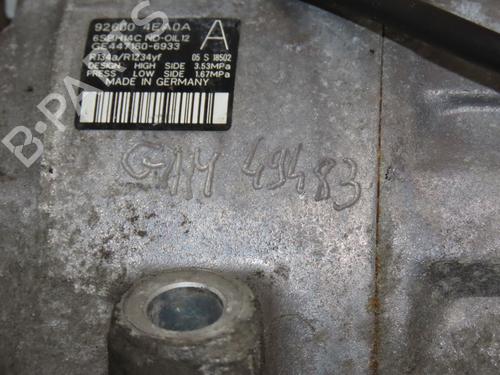 92600 4EA0A A
6SBH14C ND-OIL12
GE447160-6933
R134a/R1234yf 05 S 18502
DESIGN HIGH SIDE 3.53MPa
PRESS LOW SIDE 1.67MPa
MADE IN GERMANY
GAM 49483
B-PARTS